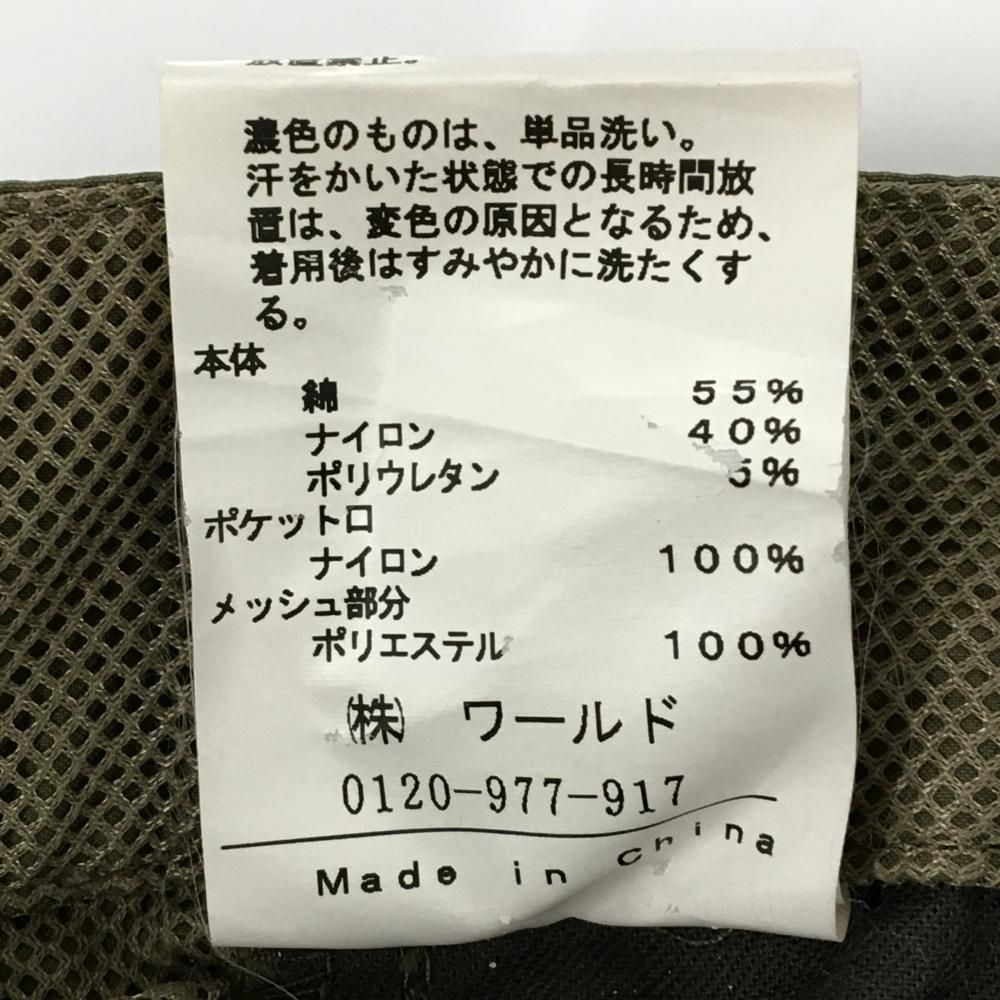 放置禁止。
濃色のものは、単品洗い。
汗をかいた状態での長時間放
置は、変色の原因となるため、
着用後はすみやかに洗たくす
る。
本体
綿 55%
ナイロン 40%
ポリウレタン 5%
ポケット口
ナイロン 100%
メッシュ部分
ポリエステル 100%
㈱ ワールド
0120-977-917
Made in China